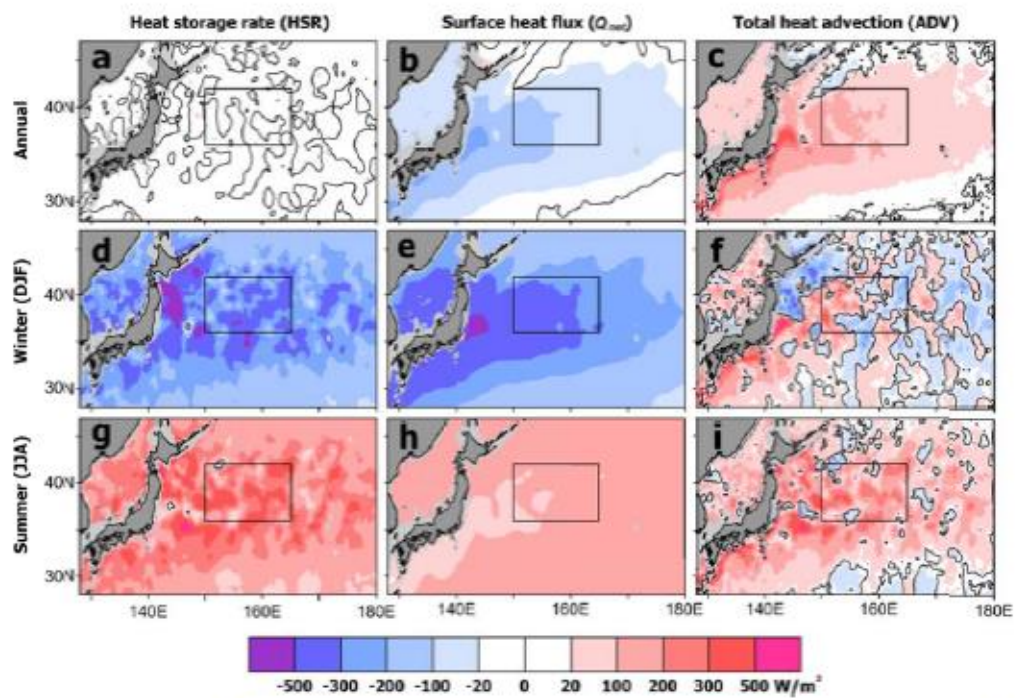 Heat storage rate (HSR) Surface heat flux (Qnet) Total heat advection (ADV)
Annual
a b c
40N
30N
Winter (DJF)
d e f
40N
30N
Summer (JJA)
g h i
40N
30N
140E 160E 180E 140E 160E 180E 140E 160E 180E
-500 -300 -200 -100 -20 0 20 100 200 300 500 W/m²